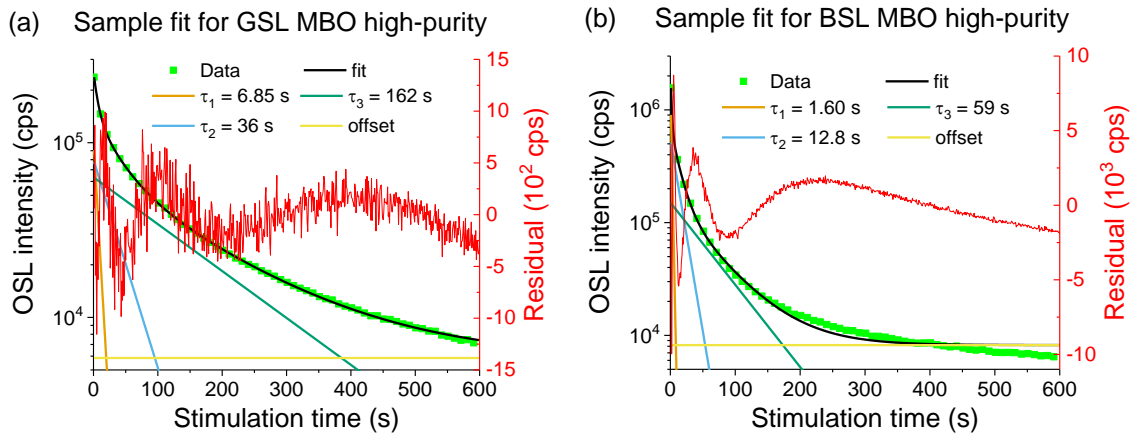 (a) Sample fit for GSL MBO high-purity
Data
fit
τ₁ = 6.85 s
τ₃ = 162 s
τ₂ = 36 s
offset
10⁵
10⁴
OSL intensity (cps)
15
10
5
0
-5
-10
-15
Residual (10² cps)
0 100 200 300 400 500 600
Stimulation time (s)
(b) Sample fit for BSL MBO high-purity
Data
fit
τ₁ = 1.60 s
τ₃ = 59 s
τ₂ = 12.8 s
offset
10⁶
10⁵
10⁴
OSL intensity (cps)
10
5
0
-5
-10
Residual (10³ cps)
0 100 200 300 400 500 600
Stimulation time (s)